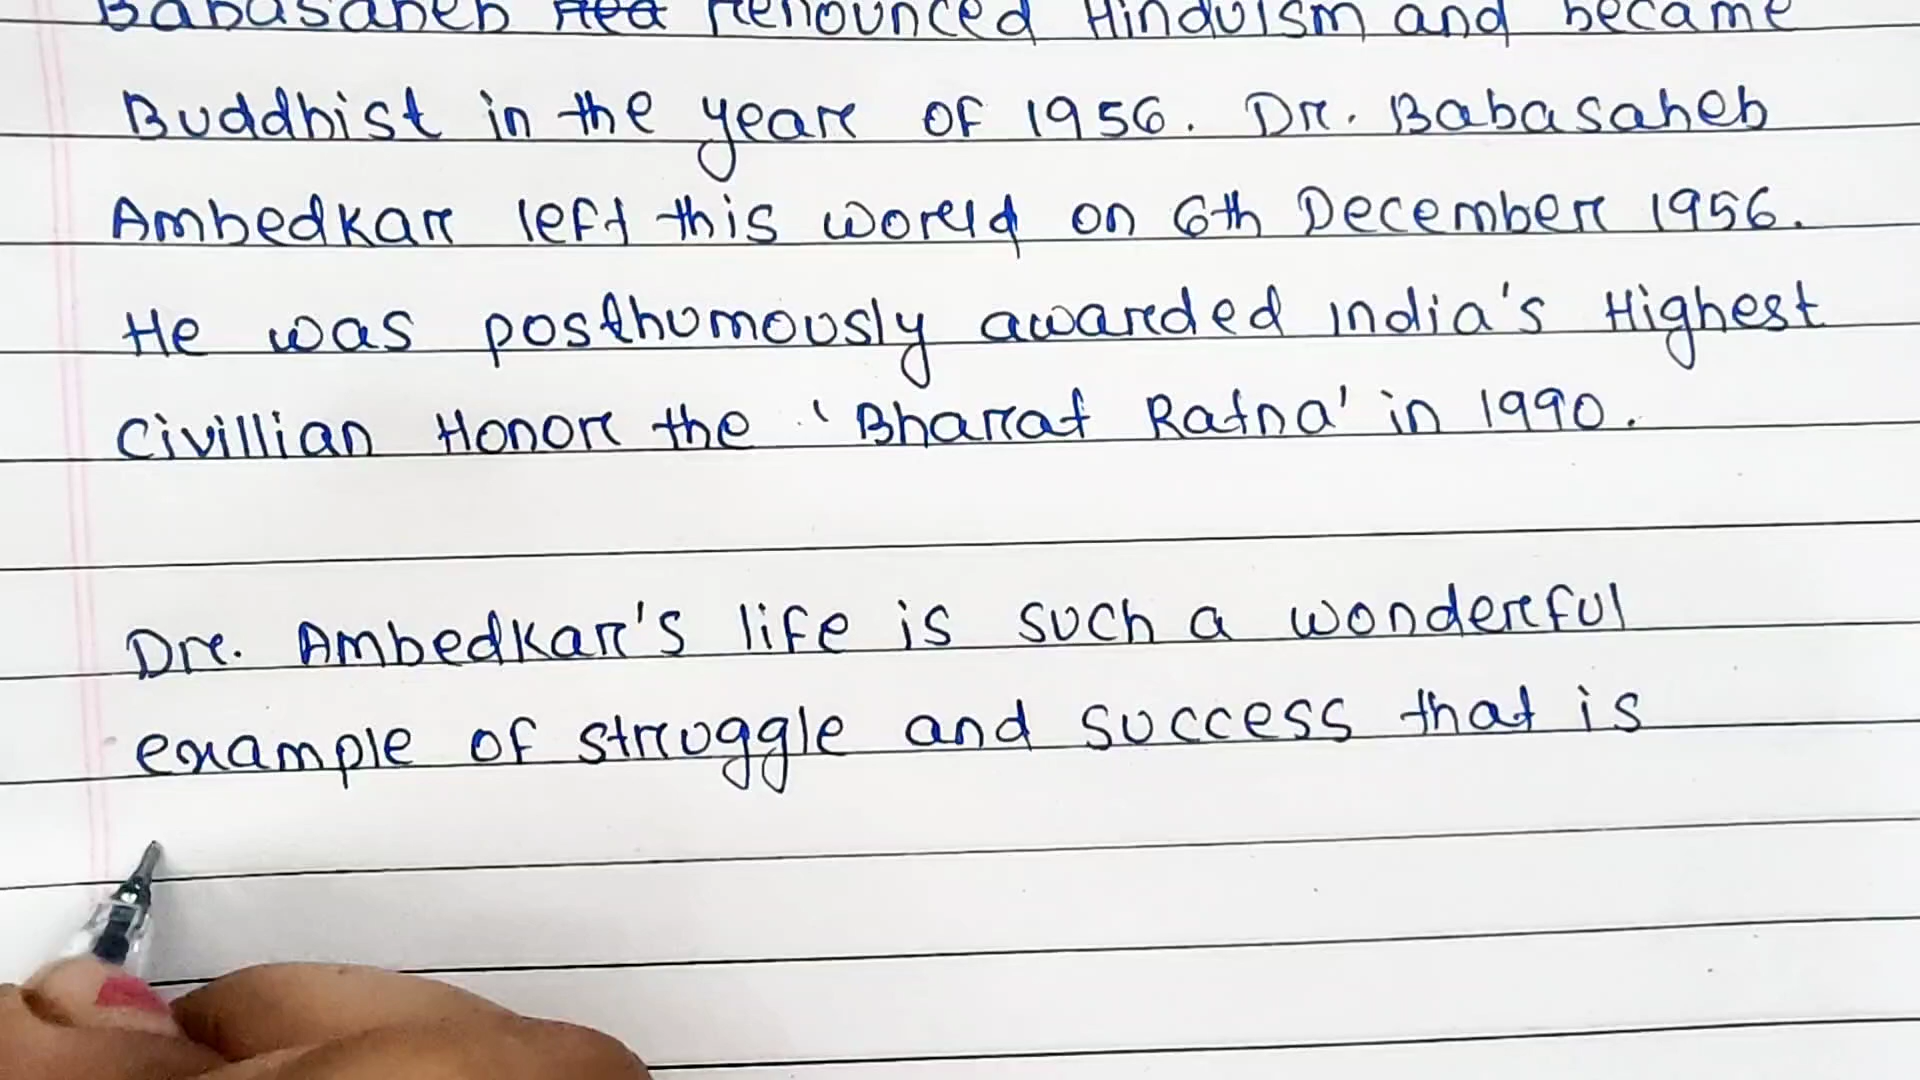 Babasaheb renounced Hinduism and became
Buddhist in the year of 1956. Dr. Babasaheb
Ambedkar left this world on 6th December 1956.
He was posthumously awarded india's Highest
Civillian Honor the 'Bharat Ratna' in 1990.
Dr. Ambedkar's life is such a wonderful
example of struggle and success that is